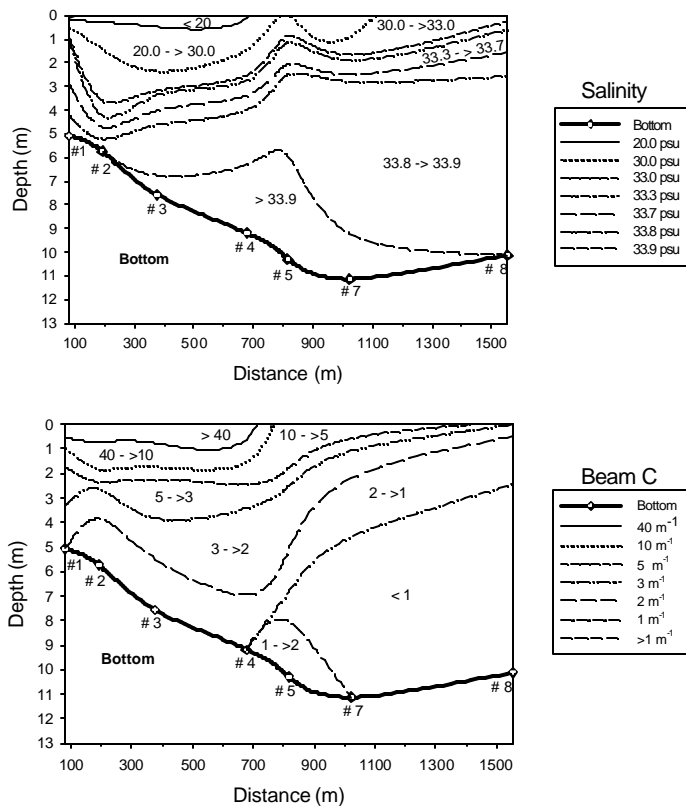 0
1
2
3
4
5
6
7
8
9
10
11
12
13
Depth (m)
< 20
20.0 - > 30.0
30.0 ->33.0
33.3 - > 33.7
33.8 -> 33.9
> 33.9
#1
# 2
# 3
# 4
# 5
# 7
# 8
Bottom
100 300 500 700 900 1100 1300 1500
Distance (m)
Salinity
Bottom
20.0 psu
30.0 psu
33.0 psu
33.3 psu
33.7 psu
33.8 psu
33.9 psu
0
1
2
3
4
5
6
7
8
9
10
11
12
13
Depth (m)
> 40
40 ->10
10 ->5
5 ->3
3 ->2
2 ->1
< 1
1 - >2
#1
# 2
# 3
# 4
# 5
# 7
# 8
Bottom
100 300 500 700 900 1100 1300 1500
Distance (m)
Beam C
Bottom
40 m⁻¹
10 m⁻¹
5 m⁻¹
3 m⁻¹
2 m⁻¹
1 m⁻¹
>1 m⁻¹